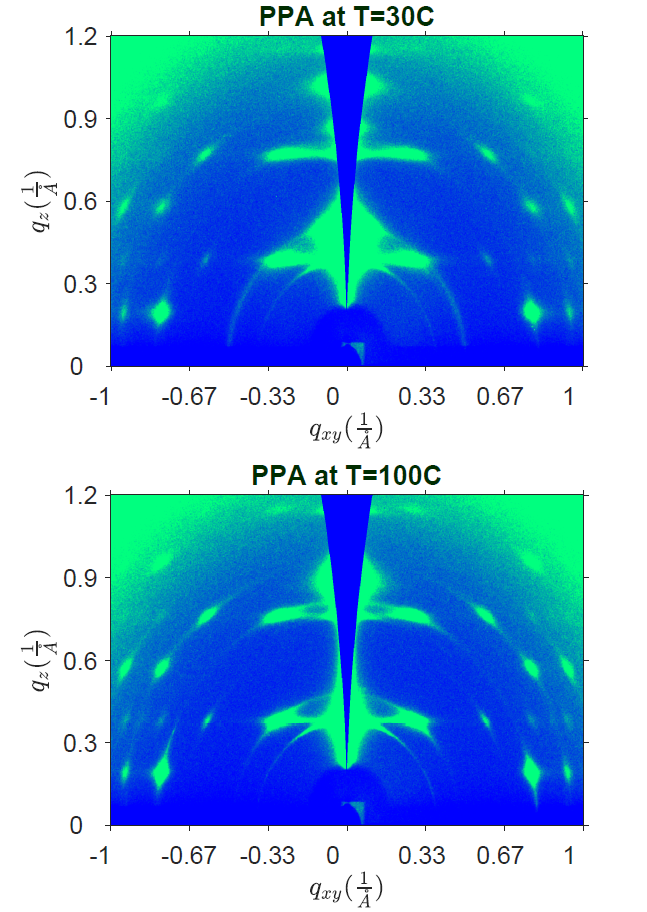 PPA at T=30C
1.2
0.9
0.6
0.3
0
q_z(1/Å)
-1 -0.67 -0.33 0 0.33 0.67 1
q_xy(1/Å)
PPA at T=100C
1.2
0.9
0.6
0.3
0
q_z(1/Å)
-1 -0.67 -0.33 0 0.33 0.67 1
q_xy(1/Å)